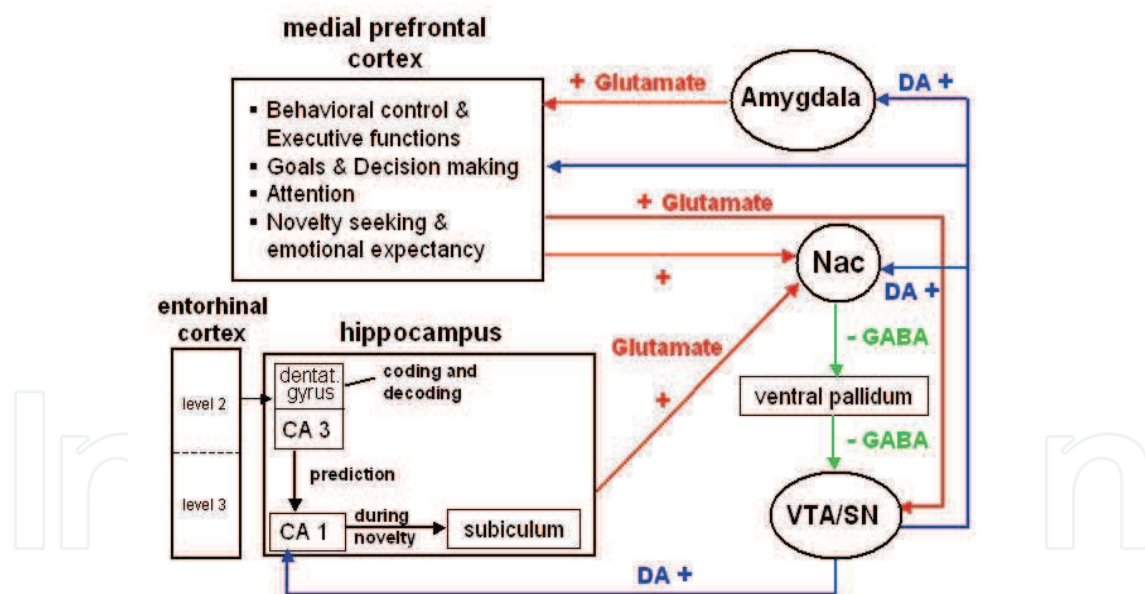 medial prefrontal
cortex
▪ Behavioral control &
Executive functions
▪ Goals & Decision making
▪ Attention
▪ Novelty seeking &
emotional expectancy
+ Glutamate
Amygdala
DA +
+ Glutamate
+
Nac
DA +
entorhinal
cortex
level 2
level 3
hippocampus
dentat.
gyrus
coding and
decoding
CA 3
prediction
CA 1
during
novelty
subiculum
Glutamate
+
- GABA
ventral pallidum
- GABA
VTA/SN
DA +